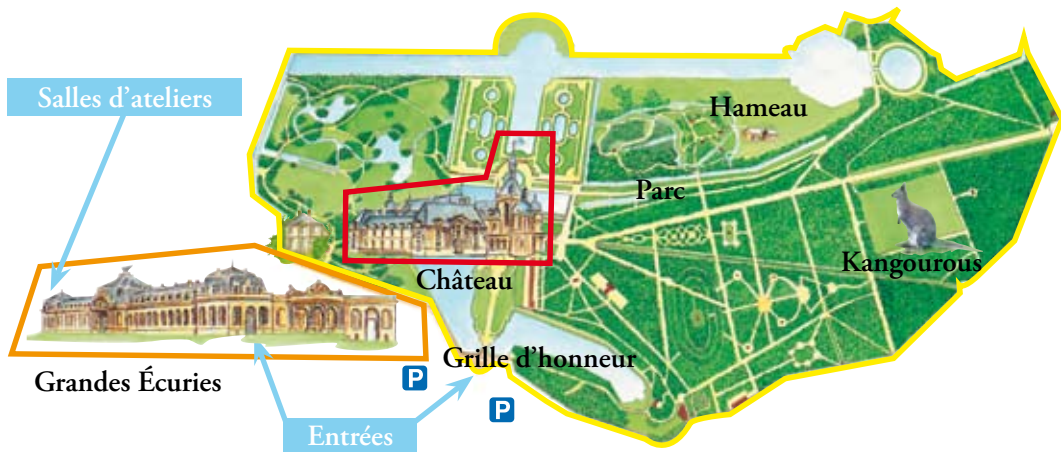 Salles d'ateliers
Hameau
Parc
Kangourous
Château
Grille d'honneur
Grandes Écuries
P
P
Entrées